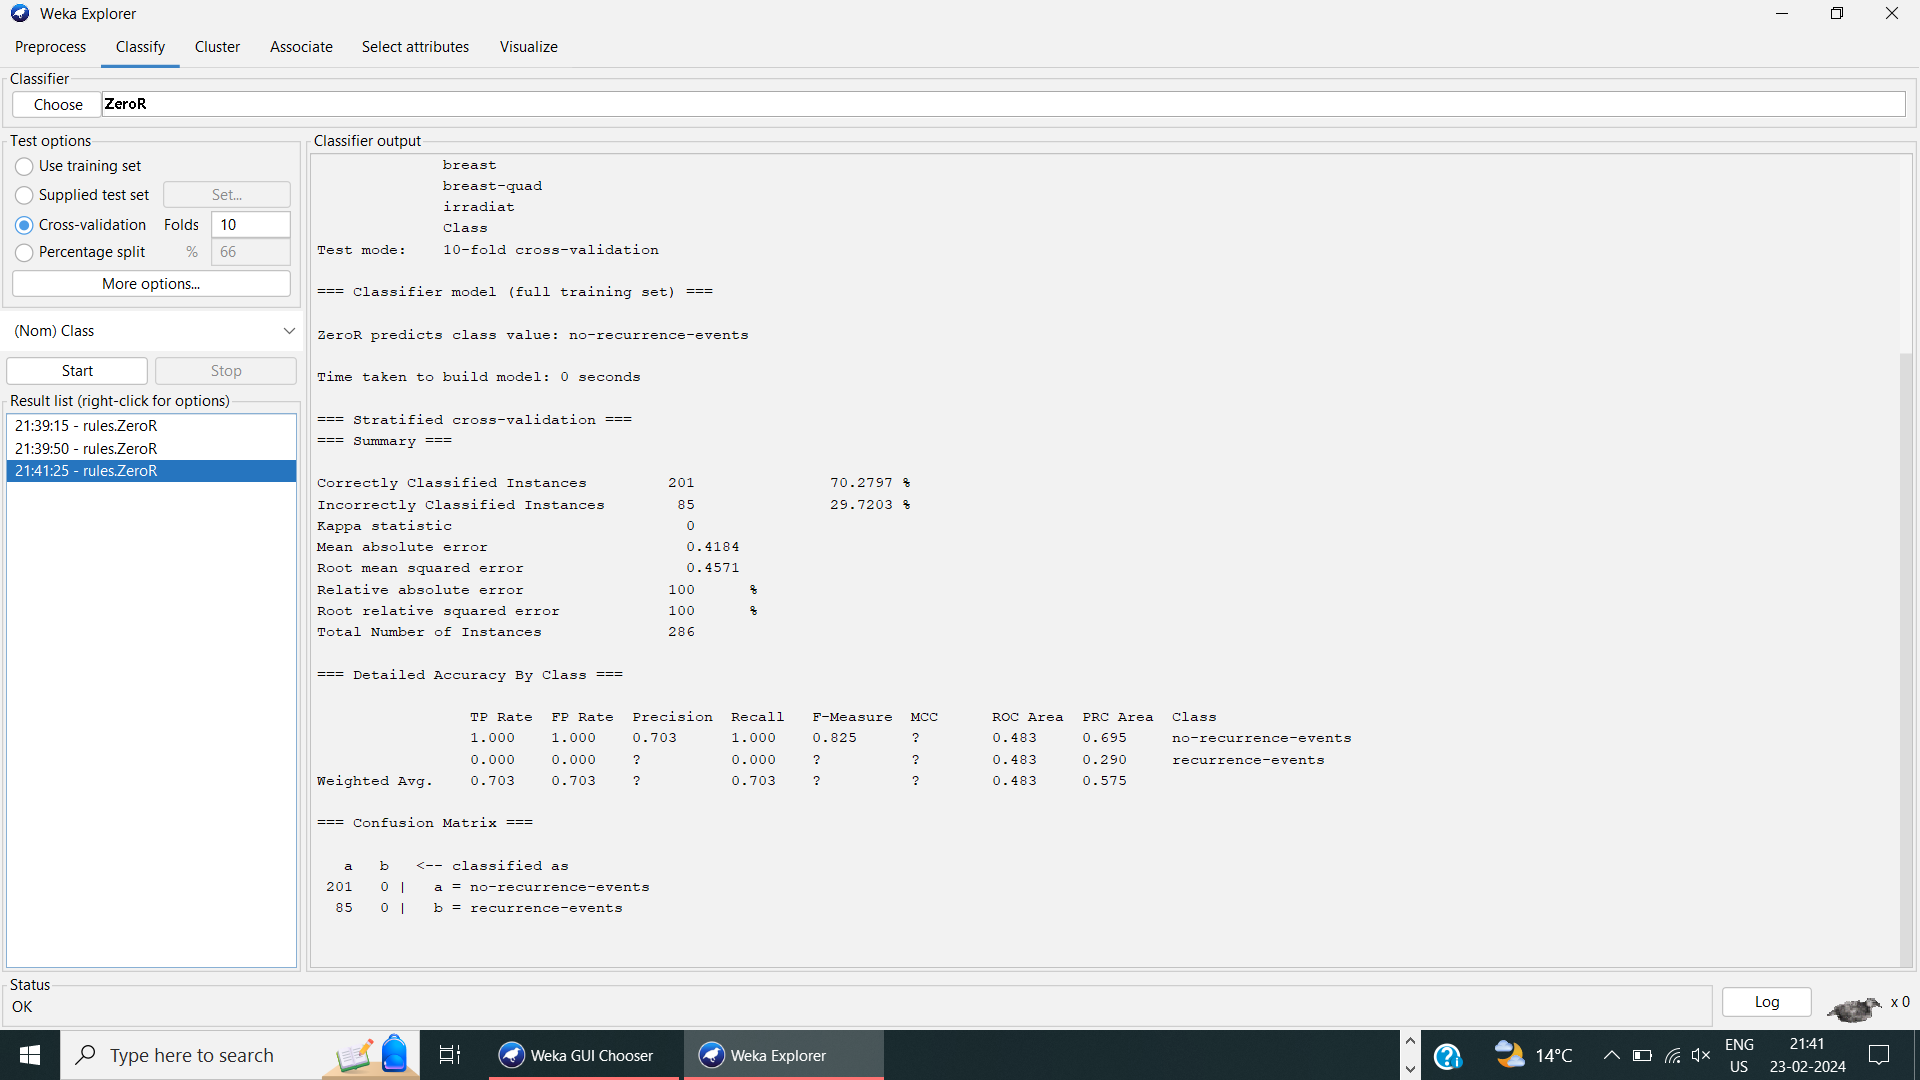 Weka Explorer
Preprocess Classify Cluster Associate Select attributes Visualize
Classifier
Choose ZeroR
Test options
Use training set
Supplied test set Set...
Cross-validation Folds 10
Percentage split % 66
More options...
(Nom) Class
Start Stop
Result list (right-click for options)
21:39:15 - rules.ZeroR
21:39:50 - rules.ZeroR
21:41:25 - rules.ZeroR
Classifier output
breast
breast-quad
irradiat
Class
Test mode: 10-fold cross-validation
=== Classifier model (full training set) ===
ZeroR predicts class value: no-recurrence-events
Time taken to build model: 0 seconds
=== Stratified cross-validation ===
=== Summary ===
Correctly Classified Instances 201 70.2797 %
Incorrectly Classified Instances 85 29.7203 %
Kappa statistic 0
Mean absolute error 0.4184
Root mean squared error 0.4571
Relative absolute error 100 %
Root relative squared error 100 %
Total Number of Instances 286
=== Detailed Accuracy By Class ===
TP Rate FP Rate Precision Recall F-Measure MCC ROC Area PRC Area Class
1.000 1.000 0.703 1.000 0.825 ? 0.483 0.695 no-recurrence-events
0.000 0.000 ? 0.000 ? ? 0.483 0.290 recurrence-events
Weighted Avg. 0.703 0.703 ? 0.703 ? ? 0.483 0.575
=== Confusion Matrix ===
a b <-- classified as
201 0 | a = no-recurrence-events
85 0 | b = recurrence-events
Status
OK
Log x 0
Type here to search
Weka GUI Chooser
Weka Explorer
14°C
ENG
US
21:41
23-02-2024